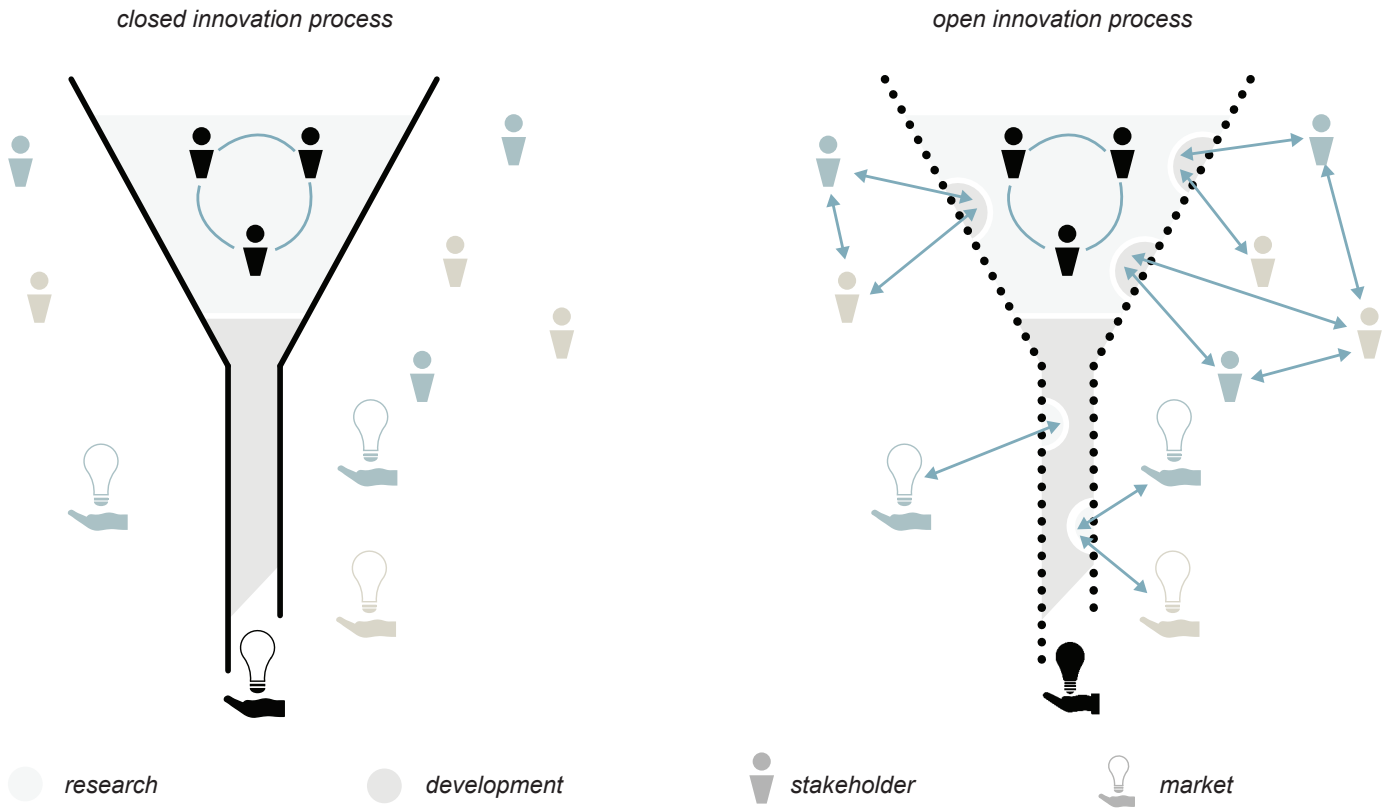 closed innovation process
open innovation process
research
development
stakeholder
market